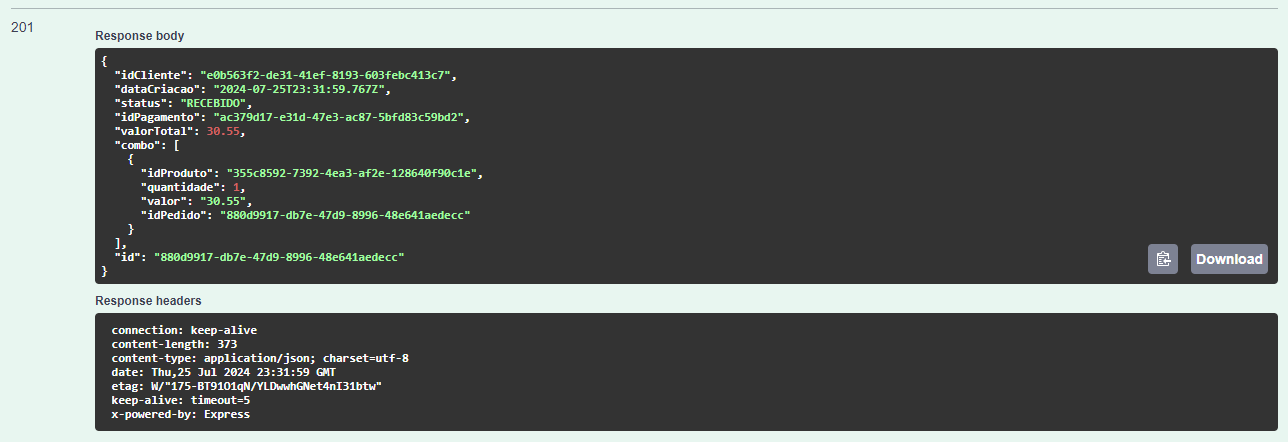 201
Response body
{
  "idCliente": "e0b563f2-de31-41ef-8193-603febc413c7",
  "dataCriacao": "2024-07-25T23:31:59.767Z",
  "status": "RECEBIDO",
  "idPagamento": "ac379d17-e31d-47e3-ac87-5bfd83c59bd2",
  "valorTotal": 30.55,
  "combo": [
    {
      "idProduto": "355c8592-7392-4ea3-af2e-128640f90c1e",
      "quantidade": 1,
      "valor": "30.55",
      "idPedido": "880d9917-db7e-47d9-8996-48e641aedecc"
    }
  ],
  "id": "880d9917-db7e-47d9-8996-48e641aedecc"
}
Download
Response headers
connection: keep-alive
content-length: 373
content-type: application/json; charset=utf-8
date: Thu,25 Jul 2024 23:31:59 GMT
etag: W/"175-BT91O1qN/YLDwwhGNet4nI31btw"
keep-alive: timeout=5
x-powered-by: Express